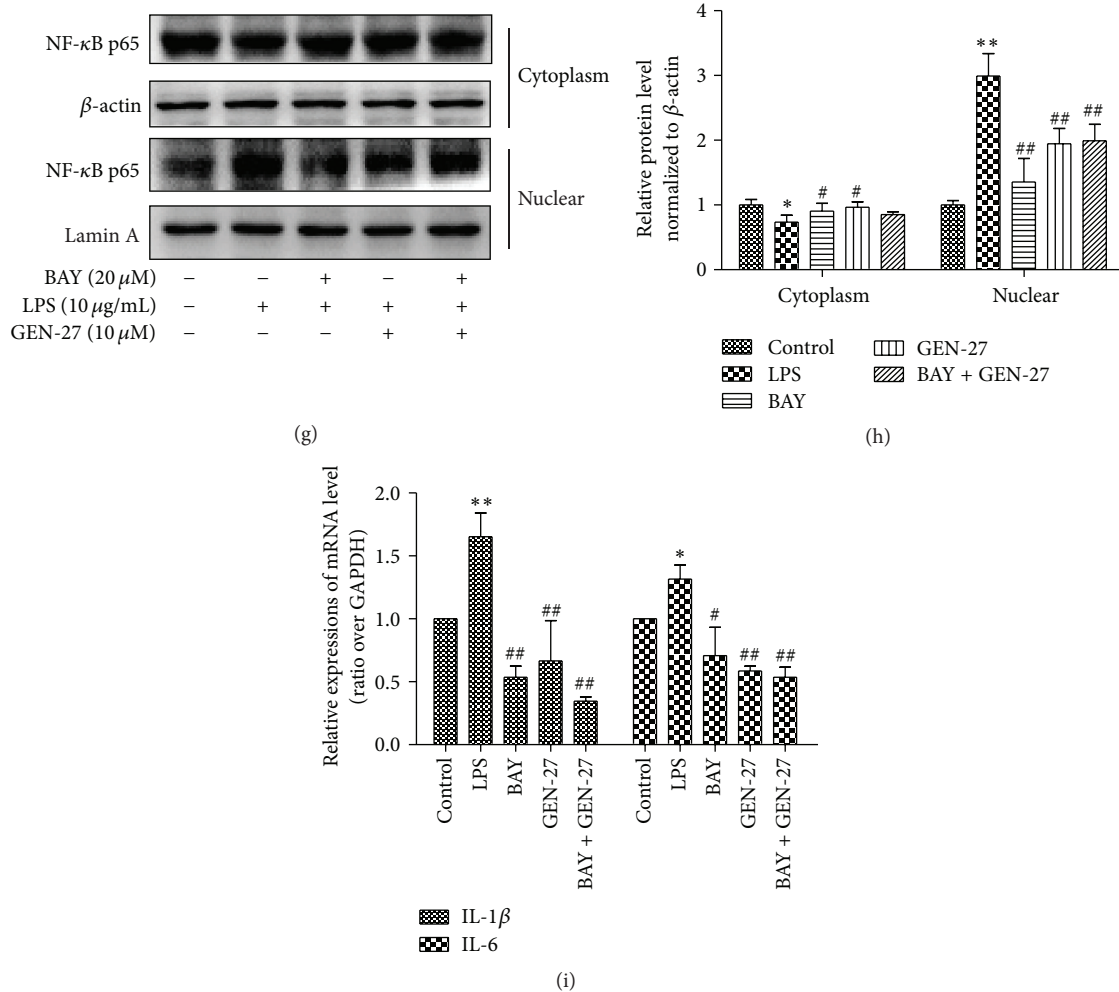 NF-κB p65
β-actin
Cytoplasm
NF-κB p65
Lamin A
Nuclear
BAY (20 μM) − − + − +
LPS (10 μg/mL) − + + + +
GEN-27 (10 μM) − − − + +
(g)
Relative protein level
normalized to β-actin
4
3
2
1
0
* # #
** ## ## ##
Cytoplasm Nuclear
Control GEN-27
LPS BAY + GEN-27
BAY
(h)
Relative expressions of mRNA level
(ratio over GAPDH)
2.0
1.5
1.0
0.5
0.0
** ## ## ##
* # ## ##
Control
LPS
BAY
GEN-27
BAY + GEN-27
Control
LPS
BAY
GEN-27
BAY + GEN-27
IL-1β
IL-6
(i)